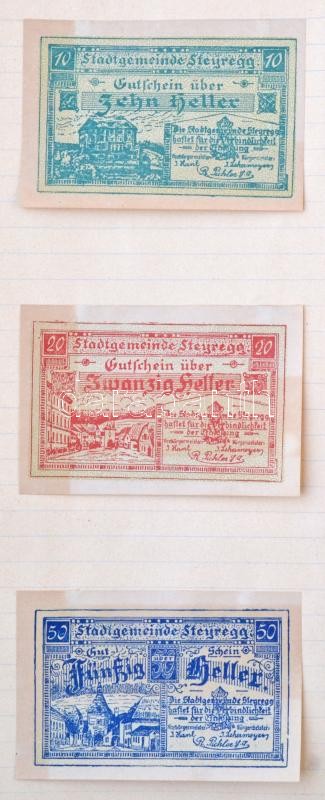 10 Stadtgemeinde Steyregg 10
Gutschein über
Zehn Heller
Die Stadtgemeinde Steyregg
haftet für die Verbindlichkeit
der Einlösung
20 Stadtgemeinde Steyregg 20
Gutschein über
Zwanzig Heller
Die Stadtgemeinde Steyregg
haftet für die Verbindlichkeit
der Einlösung
50 Stadtgemeinde Steyregg 50
Gut Schein
Fünfzig über Heller
Die Stadtgemeinde Steyregg
haftet für die Verbindlichkeit
der Einlösung